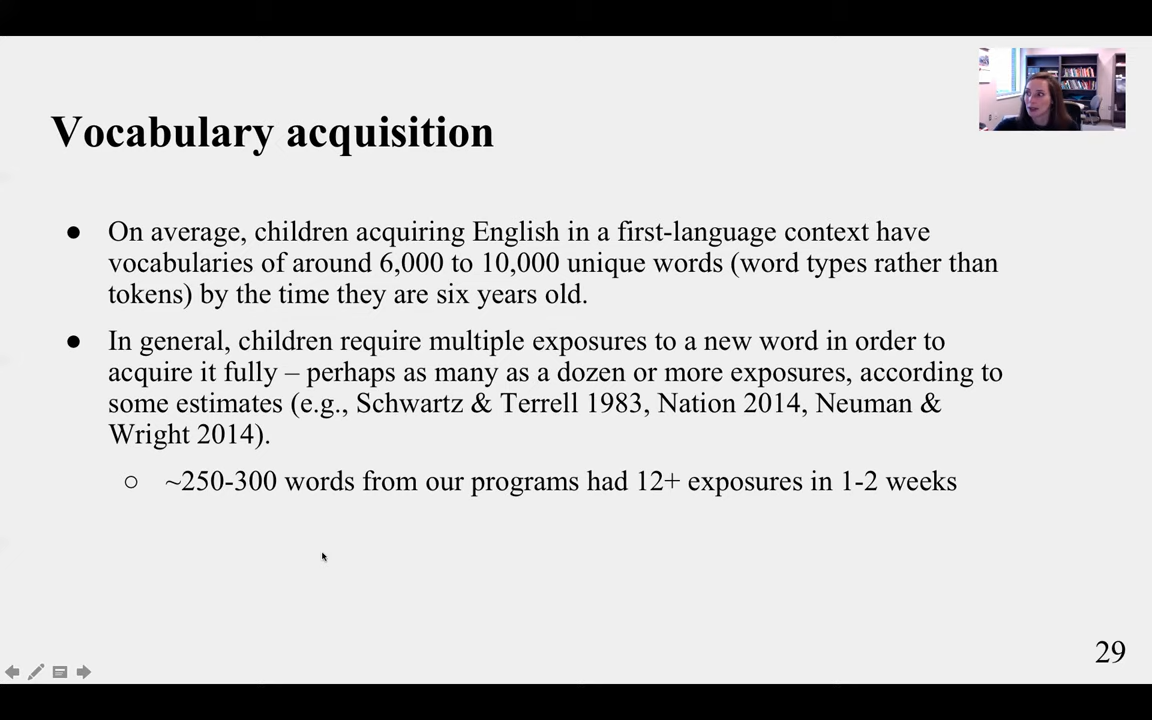 Vocabulary acquisition
● On average, children acquiring English in a first-language context have
vocabularies of around 6,000 to 10,000 unique words (word types rather than
tokens) by the time they are six years old.
● In general, children require multiple exposures to a new word in order to
acquire it fully – perhaps as many as a dozen or more exposures, according to
some estimates (e.g., Schwartz & Terrell 1983, Nation 2014, Neuman &
Wright 2014).
○ ~250-300 words from our programs had 12+ exposures in 1-2 weeks
29